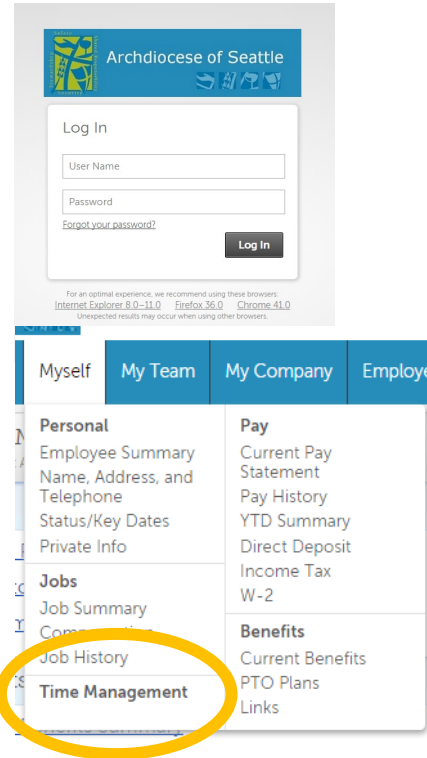 Archdiocese of Seattle
Log In
User Name
Password
Forgot your password?
Log In
For an optimal experience, we recommend using these browsers:
Internet Explorer 8.0–11.0 Firefox 36.0 Chrome 41.0
Unexpected results may occur when using other browsers.
Myself My Team My Company Employe
Personal
Employee Summary
Name, Address, and
Telephone
Status/Key Dates
Private Info
Jobs
Job Summary
Job History
Time Management
Pay
Current Pay
Statement
Pay History
YTD Summary
Direct Deposit
Income Tax
W-2
Benefits
Current Benefits
PTO Plans
Links